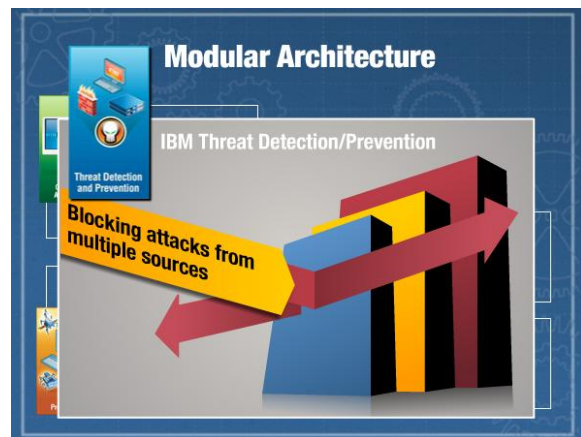 Modular Architecture
IBM Threat Detection/Prevention
Threat Detection
and Prevention
Blocking attacks from
multiple sources